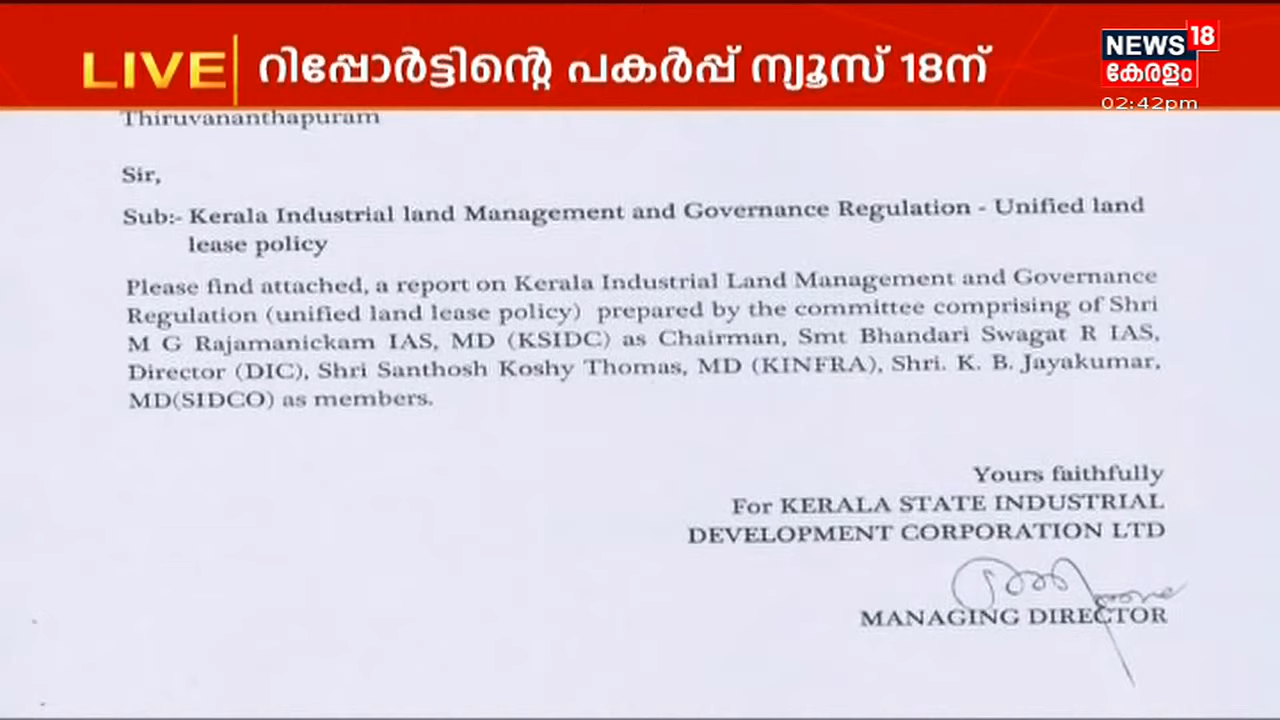 LIVE
റിപ്പോർട്ടിന്റെ പകർപ്പ് ന്യൂസ് 18ന്
NEWS 18
കേരളം
02:42pm
Thiruvananthapuram
Sir,
Sub:- Kerala Industrial land Management and Governance Regulation - Unified land
lease policy
Please find attached, a report on Kerala Industrial Land Management and Governance
Regulation (unified land lease policy) prepared by the committee comprising of Shri
M G Rajamanickam IAS, MD (KSIDC) as Chairman, Smt Bhandari Swagat R IAS,
Director (DIC), Shri Santhosh Koshy Thomas, MD (KINFRA), Shri. K. B. Jayakumar,
MD(SIDCO) as members.
Yours faithfully
For KERALA STATE INDUSTRIAL
DEVELOPMENT CORPORATION LTD
MANAGING DIRECTOR